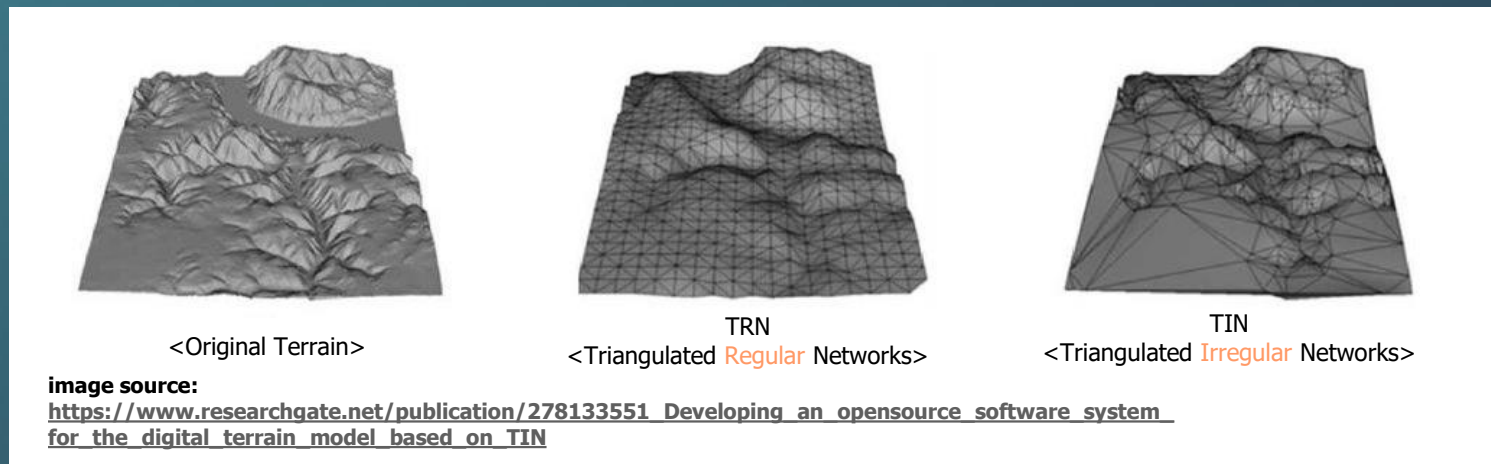 <Original Terrain>
TRN
<Triangulated Regular Networks>
TIN
<Triangulated Irregular Networks>
image source:
https://www.researchgate.net/publication/278133551_Developing_an_opensource_software_system_
for_the_digital_terrain_model_based_on_TIN